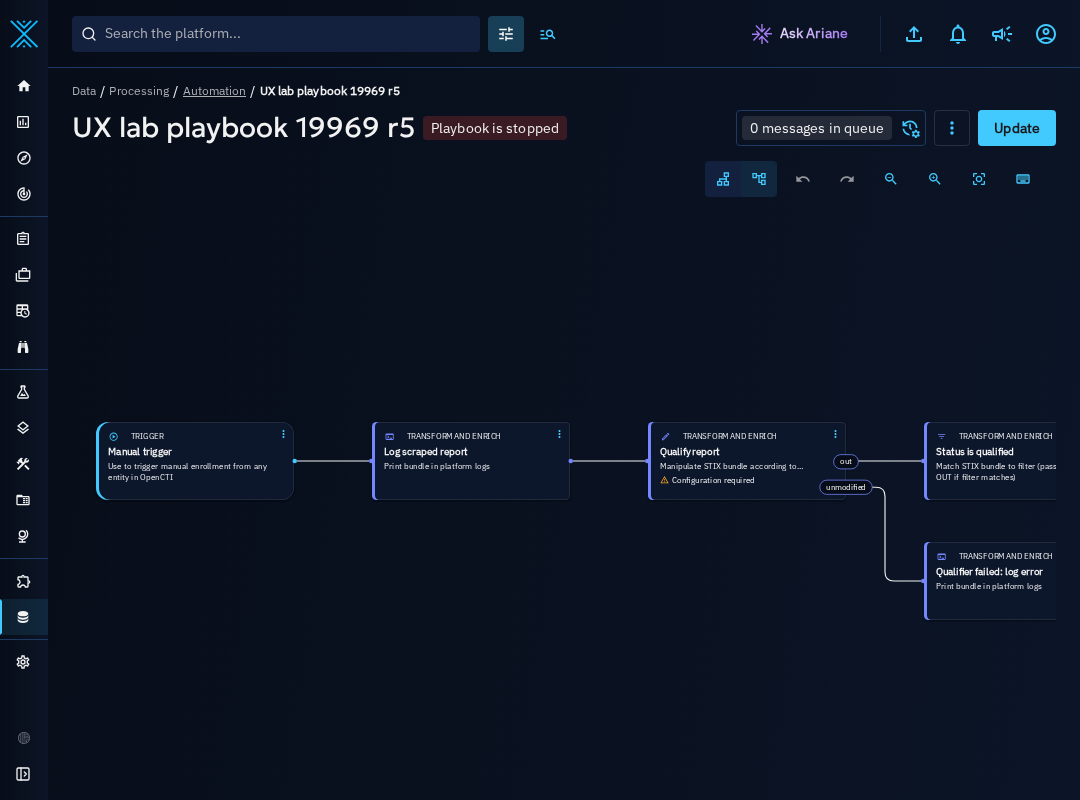 Search the platform...
Ask Ariane
Data / Processing / Automation / UX lab playbook 19969 r5
UX lab playbook 19969 r5
Playbook is stopped
0 messages in queue
Update
TRIGGER
Manual trigger
Use to trigger manual enrollment from any
entity in OpenCTI
TRANSFORM AND ENRICH
Log scraped report
Print bundle in platform logs
TRANSFORM AND ENRICH
Qualify report
Manipulate STIX bundle according to...
Configuration required
out
unmodified
TRANSFORM AND ENRICH
Status is qualified
Match STIX bundle to filter (pass
OUT if filter matches)
TRANSFORM AND ENRICH
Qualifier failed: log error
Print bundle in platform logs